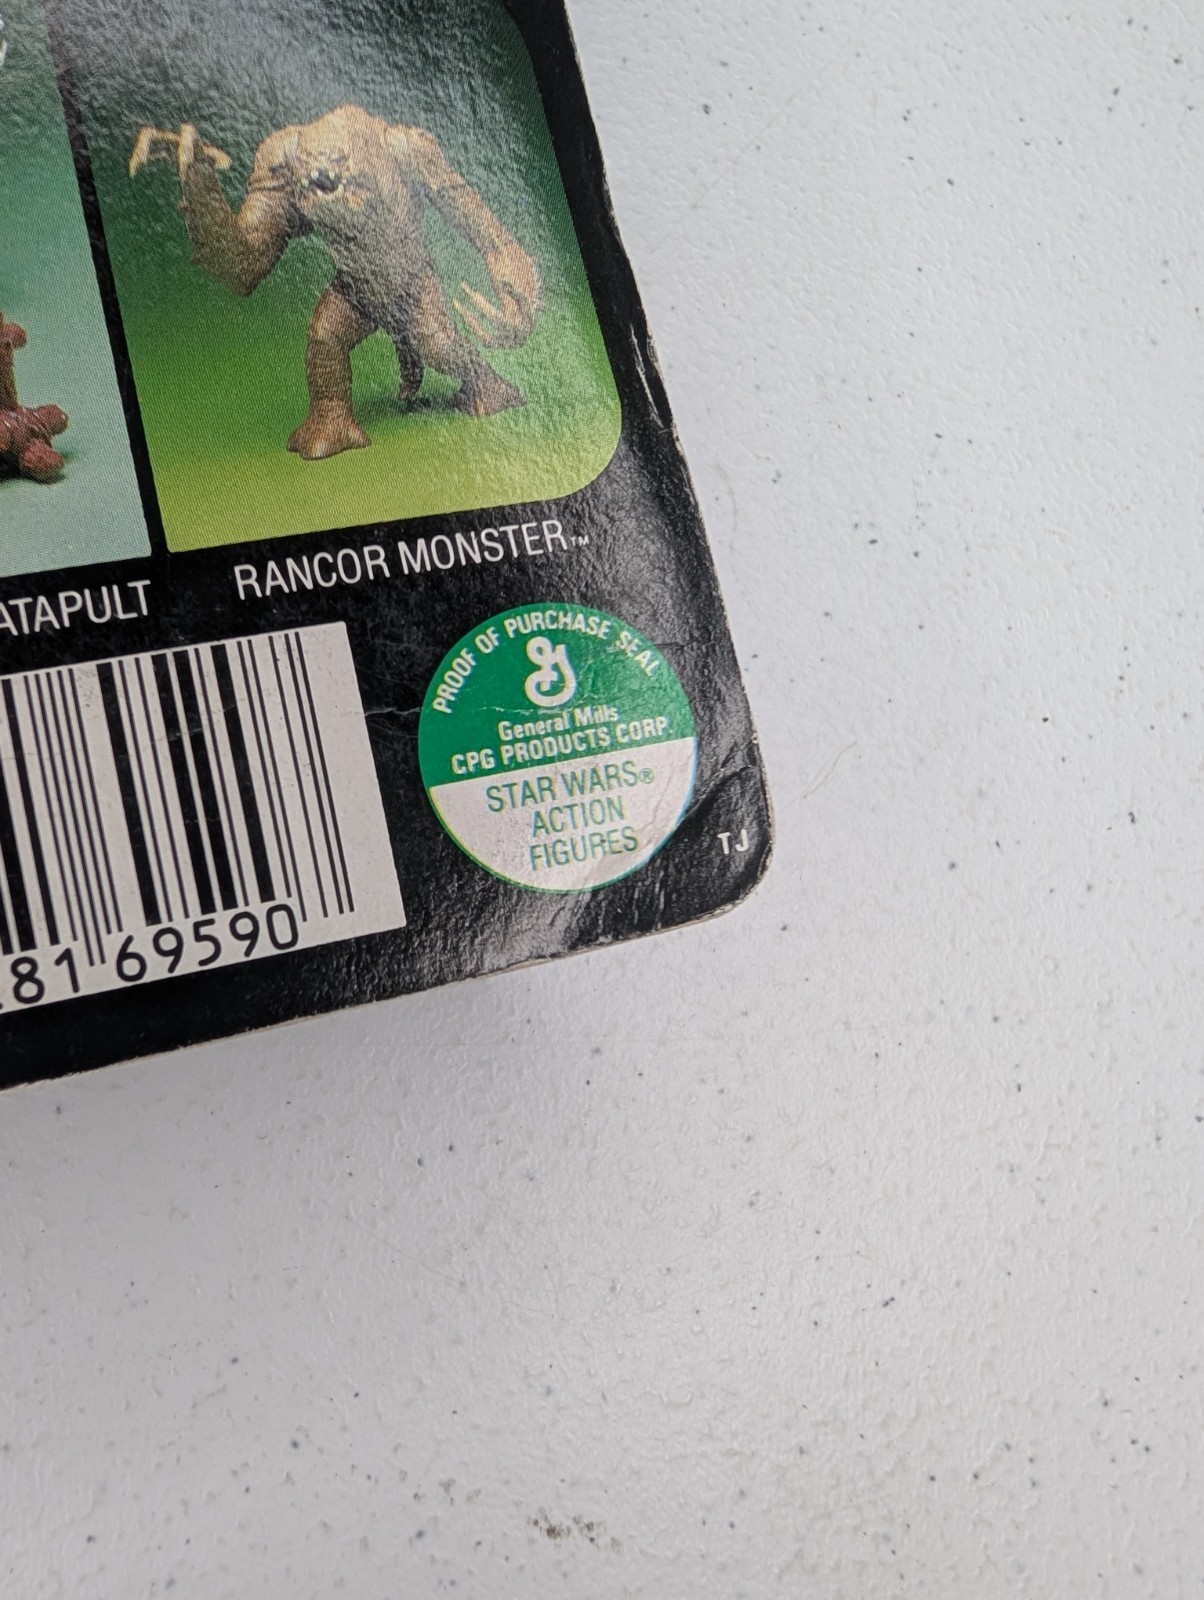 ATAPULT
RANCOR MONSTER™
PROOF OF PURCHASE SEAL
General Mills
CPG PRODUCTS CORP.
STAR WARS®
ACTION
FIGURES
TJ
81 69590